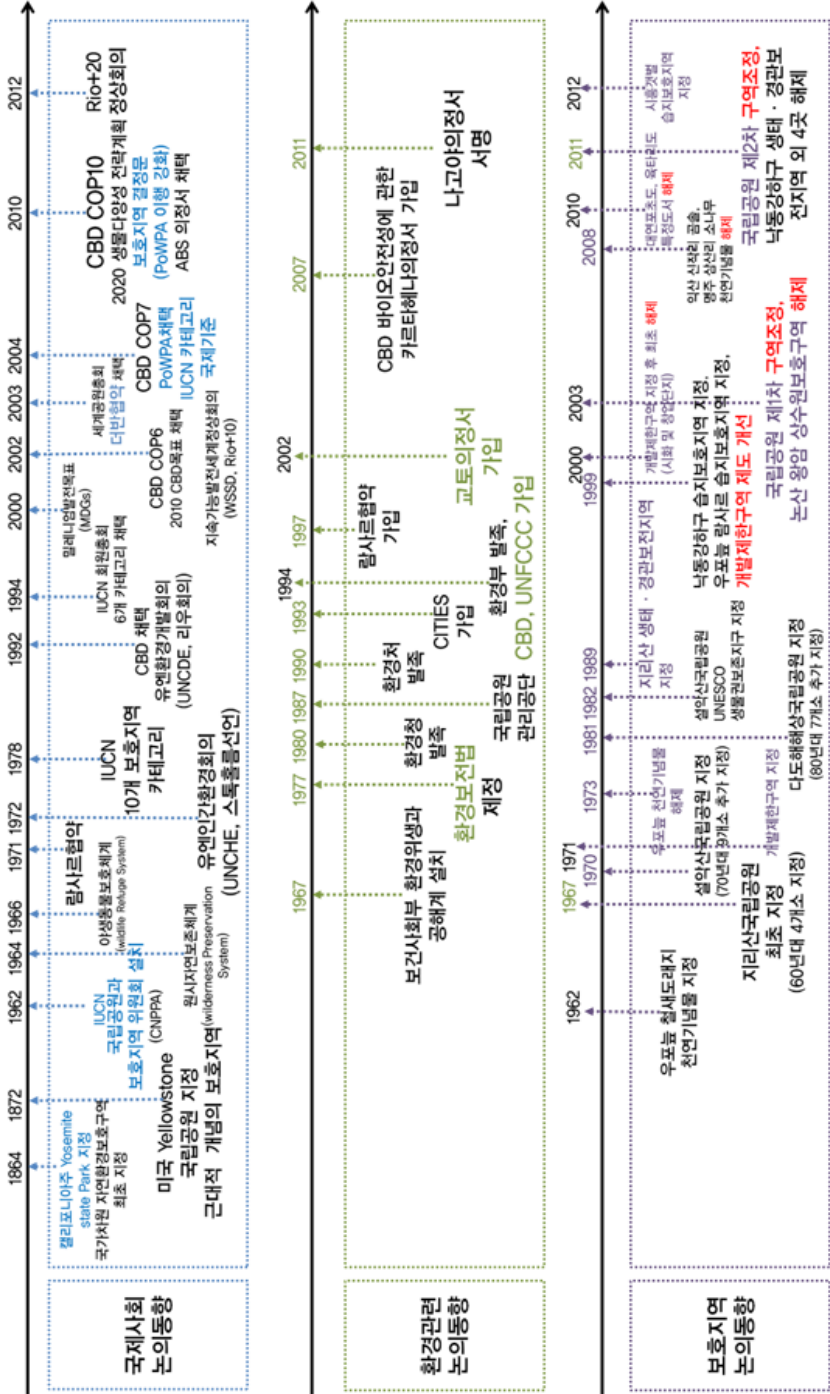 국제사회
논의동향
1864
1872
1962
1964
1966
1971
1972
1978
1992
1994
2000
2002
2003
2004
2010
2012
캘리포니아주 Yosemite
state Park 지정
국가차원 자연환경보호구역
최초 지정
미국 Yellowstone
국립공원 지정
근대적 개념의 보호지역
IUCN
국립공원과
보호지역 위원회 설치
(CNPPA)
원시자연보존체계
(wilderness Preservation
System)
야생동물보호체계
(wildlife Refuge System)
람사르협약
유엔인간환경회의
(UNCHE, 스톡홀름선언)
IUCN
10개 보호지역
카테고리
CBD 채택
유엔환경개발회의
(UNCDE, 리우회의)
IUCN 회원총회
6개 카테고리 채택
밀레니엄발전목표
(MDGs)
CBD COP6
2010 CBD목표 채택
지속가능발전세계정상회의
(WSSD, Rio+10)
세계공원총회
더반협약 채택
CBD COP7
PoWPA채택
IUCN 카테고리
국제기준
CBD COP10
2020 생물다양성 전략계획
보호지역 결정문
(PoWPA 이행 강화)
ABS 의정서 채택
Rio+20
정상회의
환경관련
논의동향
1967
1977
1980
1987
1990
1993
1994
1997
2002
2007
2011
보건사회부 환경위생과
공해계 설치
환경보전법
제정
환경청
발족
국립공원
관리공단
환경처
발족
CITIES
가입
환경부 발족,
CBD, UNFCCC 가입
람사르협약
가입
교토의정서
가입
CBD 바이오안전성에 관한
카르타헤나의정서 가입
나고야의정서
서명
보호지역
논의동향
1962
1967
1970
1971
1973
1981
1982
1989
1999
2000
2003
2008
2010
2011
2012
우포늪 철새도래지
천연기념물 지정
지리산국립공원
최초 지정
(60년대 4개소 지정)
설악산국립공원 지정
(70년대 9개소 추가 지정)
개발제한구역 지정
우포늪 천연기념물
해제
다도해해상국립공원 지정
(80년대 7개소 추가 지정)
설악산국립공원
UNESCO
생물권보존지구 지정
지리산 생태 · 경관보전지역
지정
낙동강하구 습지보호지역 지정,
우포늪 람사르 습지보호지역 지정,
개발제한구역 제도 개선
개발제한구역 지정 후 최초 해제
(시화 및 창업단지)
국립공원 제1차 구역조정,
논산 왕암 상수원보호구역 해제
익산 신작리 곰솔,
명주 삼산리 소나무
천연기념물 해제
대연포초도, 육타리도
특정도서 해제
국립공원 제2차 구역조정,
낙동강하구 생태 · 경관보
전지역 외 4곳 해제
시흥갯벌
습지보호지역
지정